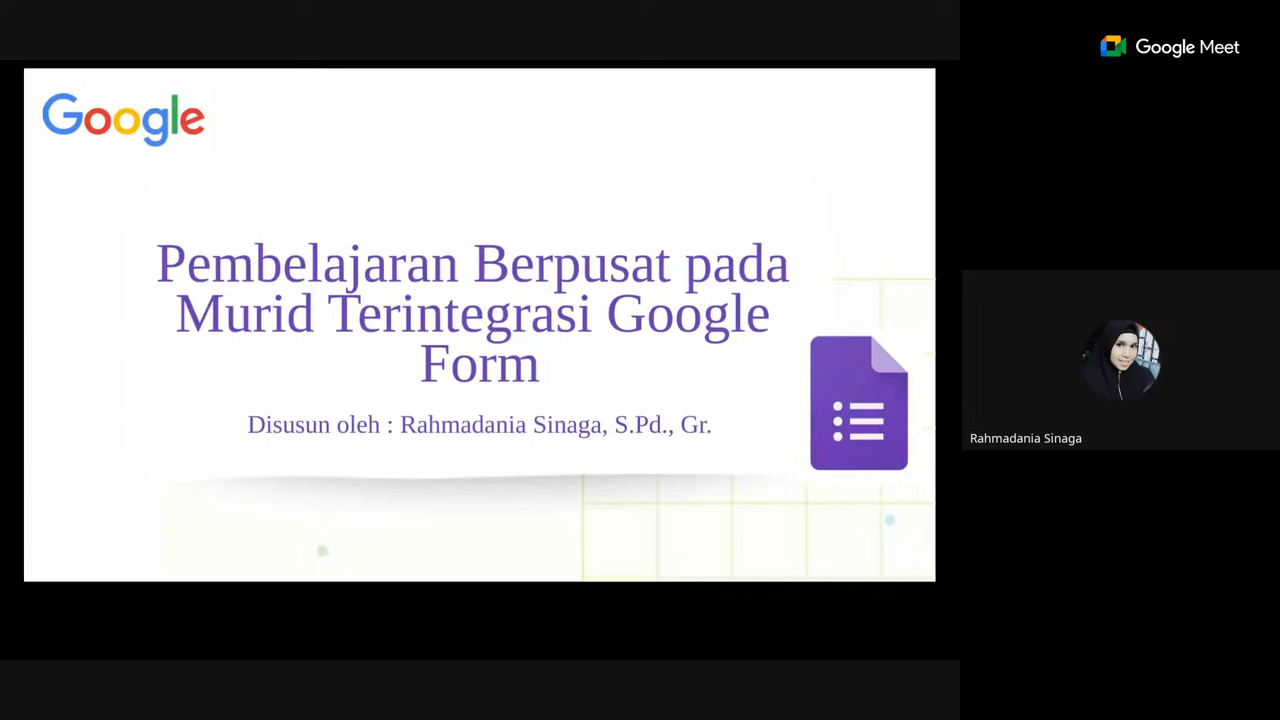 Google Meet
Google
Pembelajaran Berpusat pada
Murid Terintegrasi Google
Form
Disusun oleh : Rahmadania Sinaga, S.Pd., Gr.
Rahmadania Sinaga